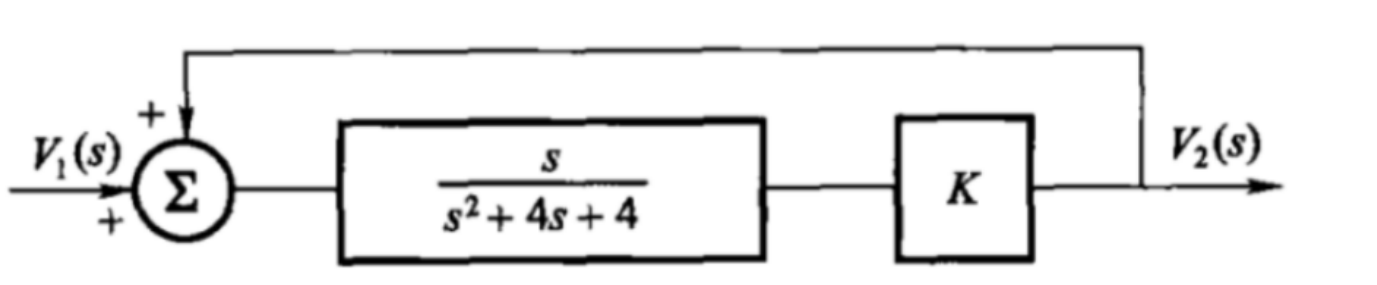 +
V₁(s)
+
Σ
s
s² + 4s + 4
K
V₂(s)